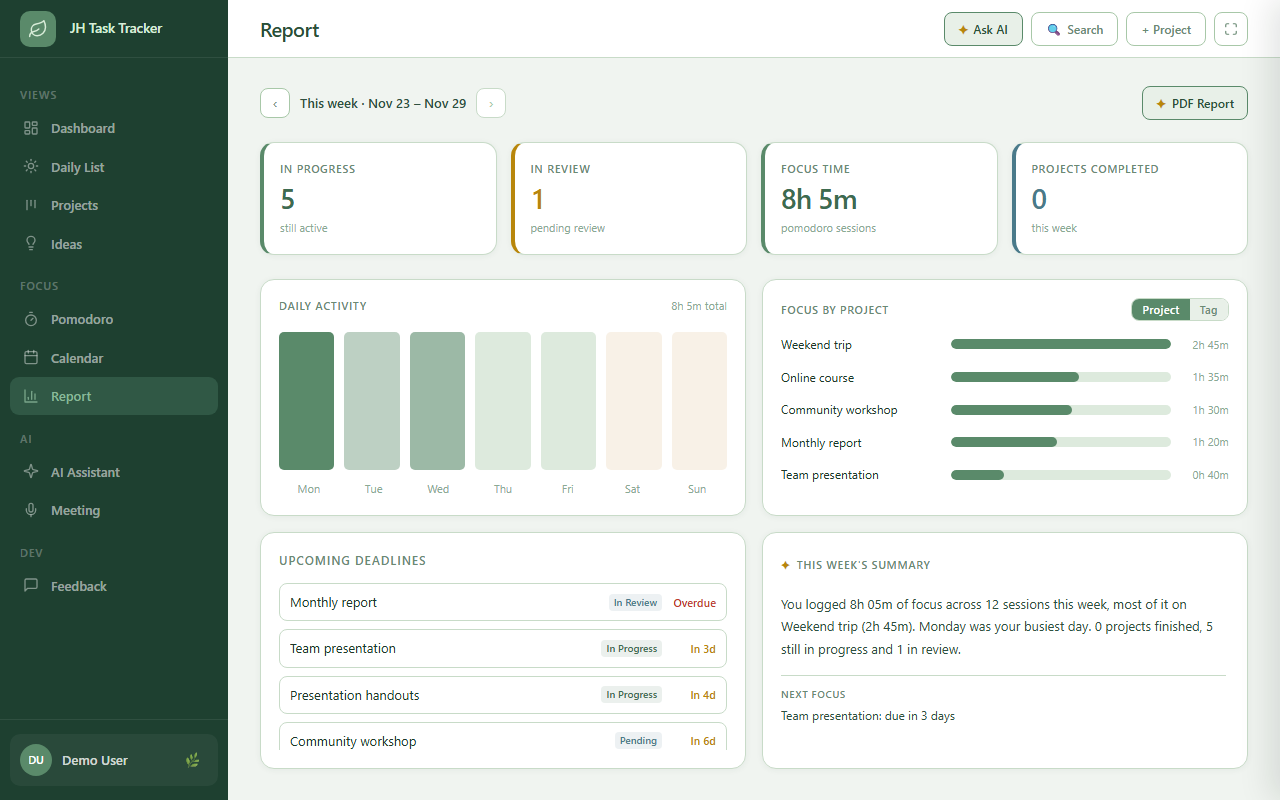 JH Task Tracker
VIEWS
Dashboard
Daily List
Projects
Ideas
FOCUS
Pomodoro
Calendar
Report
AI
AI Assistant
Meeting
DEV
Feedback
DU
Demo User
Report
✦ Ask AI
Search
+ Project
‹
This week · Nov 23 – Nov 29
›
✦ PDF Report
IN PROGRESS
5
still active
IN REVIEW
1
pending review
FOCUS TIME
8h 5m
pomodoro sessions
PROJECTS COMPLETED
0
this week
DAILY ACTIVITY
8h 5m total
Mon
Tue
Wed
Thu
Fri
Sat
Sun
FOCUS BY PROJECT
Project
Tag
Weekend trip
2h 45m
Online course
1h 35m
Community workshop
1h 30m
Monthly report
1h 20m
Team presentation
0h 40m
UPCOMING DEADLINES
Monthly report
In Review
Overdue
Team presentation
In Progress
In 3d
Presentation handouts
In Progress
In 4d
Community workshop
Pending
In 6d
✦ THIS WEEK'S SUMMARY
You logged 8h 05m of focus across 12 sessions this week, most of it on
Weekend trip (2h 45m). Monday was your busiest day. 0 projects finished, 5
still in progress and 1 in review.
NEXT FOCUS
Team presentation: due in 3 days